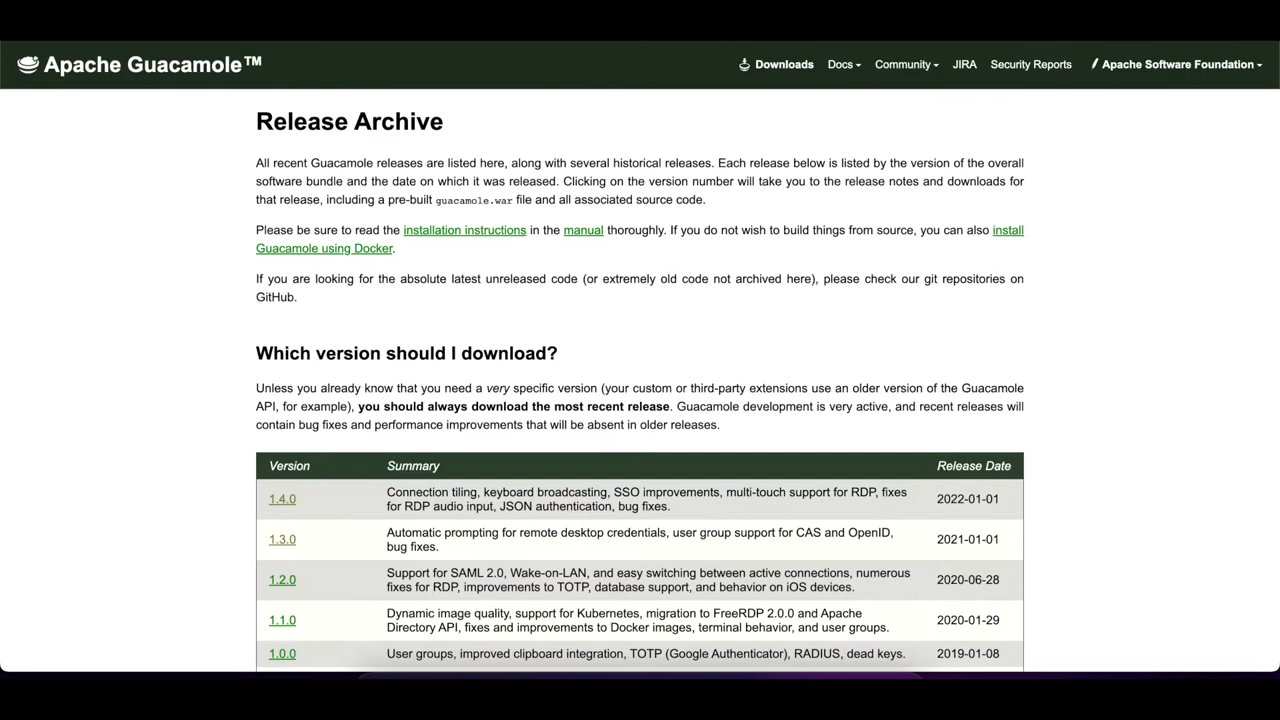 Apache Guacamole™
Downloads Docs Community JIRA Security Reports Apache Software Foundation
Release Archive
All recent Guacamole releases are listed here, along with several historical releases. Each release below is listed by the version of the overall
software bundle and the date on which it was released. Clicking on the version number will take you to the release notes and downloads for
that release, including a pre-built guacamole.war file and all associated source code.
Please be sure to read the installation instructions in the manual thoroughly. If you do not wish to build things from source, you can also install
Guacamole using Docker.
If you are looking for the absolute latest unreleased code (or extremely old code not archived here), please check our git repositories on
GitHub.
Which version should I download?
Unless you already know that you need a very specific version (your custom or third-party extensions use an older version of the Guacamole
API, for example), you should always download the most recent release. Guacamole development is very active, and recent releases will
contain bug fixes and performance improvements that will be absent in older releases.
Version Summary Release Date
1.4.0 Connection tiling, keyboard broadcasting, SSO improvements, multi-touch support for RDP, fixes 2022-01-01
for RDP audio input, JSON authentication, bug fixes.
1.3.0 Automatic prompting for remote desktop credentials, user group support for CAS and OpenID, 2021-01-01
bug fixes.
1.2.0 Support for SAML 2.0, Wake-on-LAN, and easy switching between active connections, numerous 2020-06-28
fixes for RDP, improvements to TOTP, database support, and behavior on iOS devices.
1.1.0 Dynamic image quality, support for Kubernetes, migration to FreeRDP 2.0.0 and Apache 2020-01-29
Directory API, fixes and improvements to Docker images, terminal behavior, and user groups.
1.0.0 User groups, improved clipboard integration, TOTP (Google Authenticator), RADIUS, dead keys. 2019-01-08